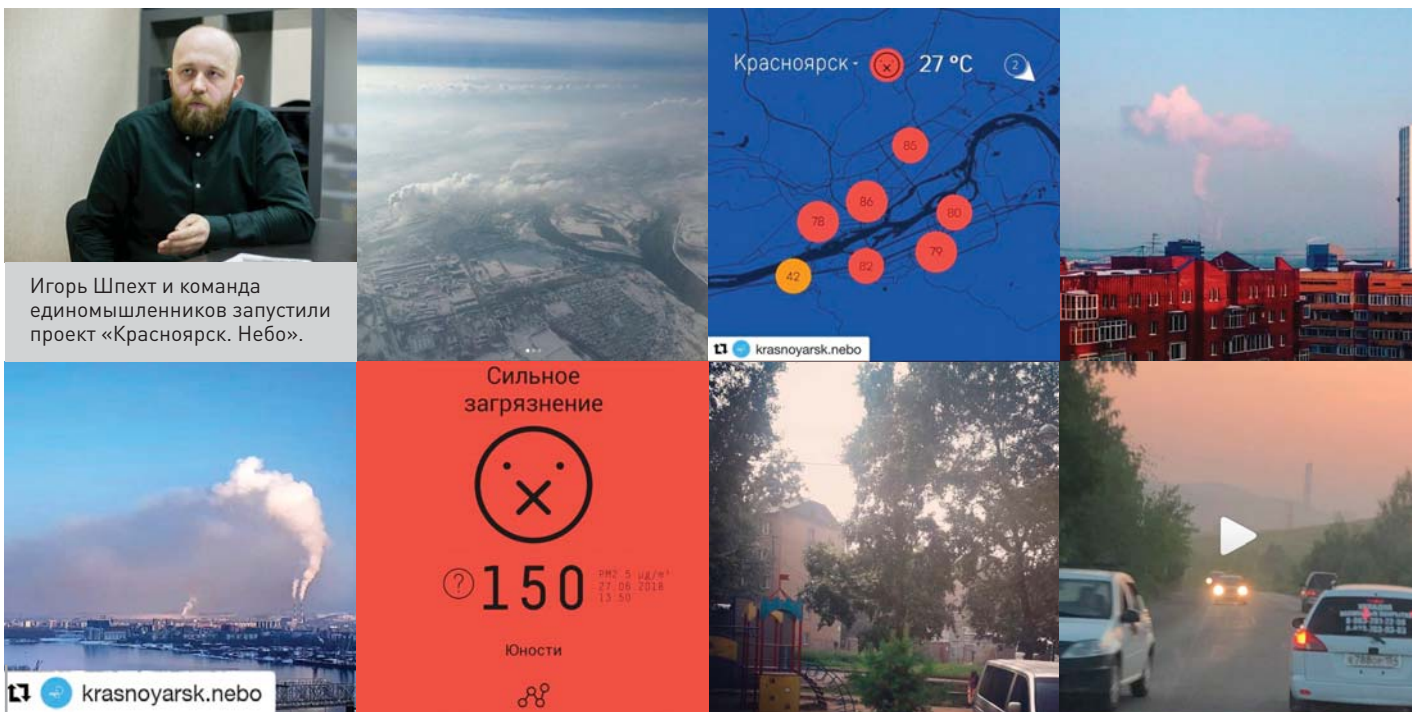 Игорь Шпехт и команда
единомышленников запустили
проект «Красноярск. Небо».
Красноярск
27 °C
2
85
86
78
80
79
82
42
krasnoyarsk.nebo
krasnoyarsk.nebo
Сильное
загрязнение
? 150
PM2.5 µg/m³
27.06.2018
13:50
Юности